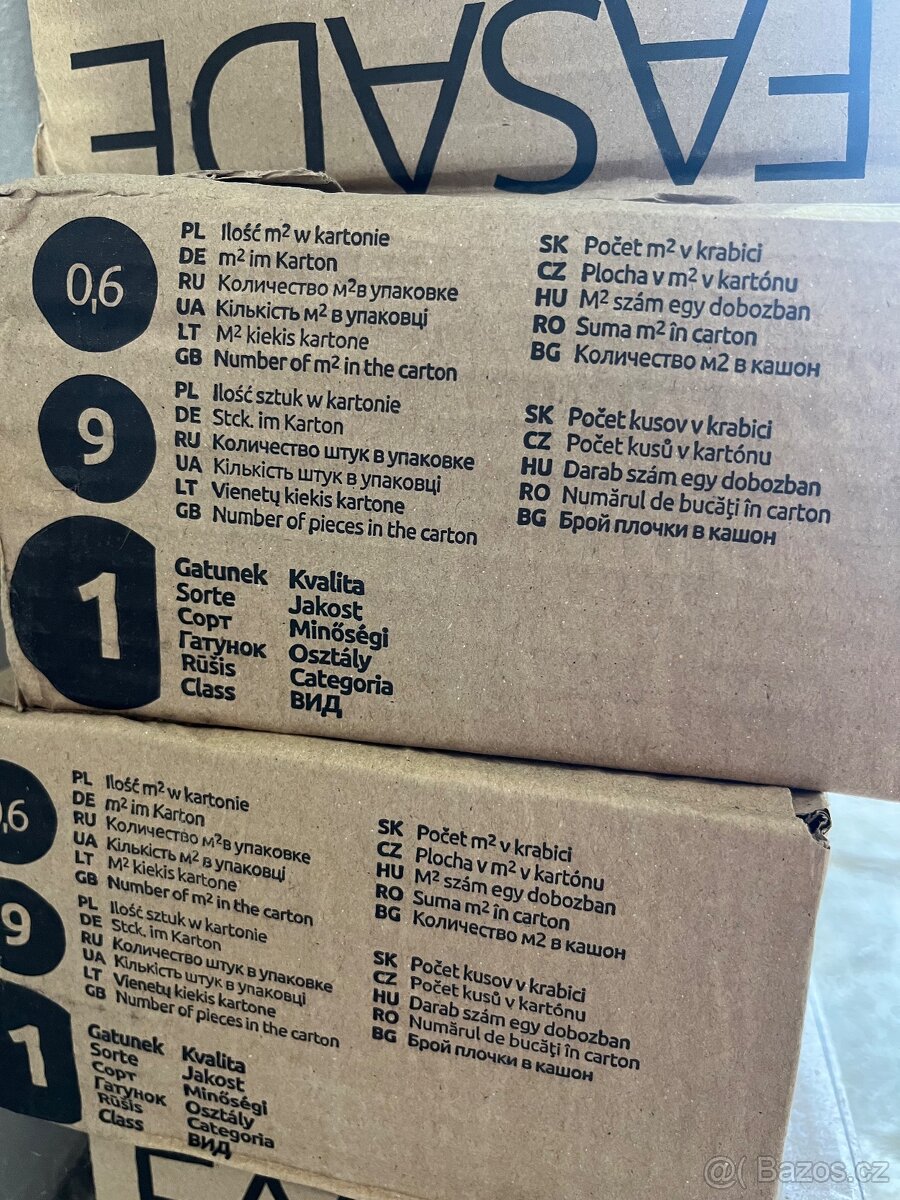 FASADE
0,6
PL Ilość m² w kartonie
DE m² im Karton
RU Количество м²в упаковке
UA Кількість м² в упаковці
LT M² kiekis kartone
GB Number of m² in the carton
SK Počet m² v krabici
CZ Plocha v m² v kartónu
HU M² szám egy dobozban
RO Suma m² în carton
BG Количество м2 в кашон
9
PL Ilość sztuk w kartonie
DE Stck. im Karton
RU Количество штук в упаковке
UA Кількість штук в упаковці
LT Vienetų kiekis kartone
GB Number of pieces in the carton
SK Počet kusov v krabici
CZ Počet kusů v kartónu
HU Darab szám egy dobozban
RO Numărul de bucăți în carton
BG Брой плочки в кашон
1
Gatunek
Sorte
Сорт
Гатунок
Rūšis
Class
Kvalita
Jakost
Minőségi
Osztály
Categoria
ВИД
0,6
PL Ilość m² w kartonie
DE m² im Karton
RU Количество м²в упаковке
UA Кількість м² в упаковці
LT M² kiekis kartone
GB Number of m² in the carton
SK Počet m² v krabici
CZ Plocha v m² v kartónu
HU M² szám egy dobozban
RO Suma m² în carton
BG Количество м2 в кашон
9
PL Ilość sztuk w kartonie
DE Stck. im Karton
RU Количество штук в упаковке
UA Кількість штук в упаковці
LT Vienetų kiekis kartone
GB Number of pieces in the carton
SK Počet kusov v krabici
CZ Počet kusů v kartónu
HU Darab szám egy dobozban
RO Numărul de bucăți în carton
BG Брой плочки в кашон
1
Gatunek
Sorte
Сорт
Гатунок
Rūšis
Class
Kvalita
Jakost
Minőségi
Osztály
Categoria
ВИД
@( Bazos.cz